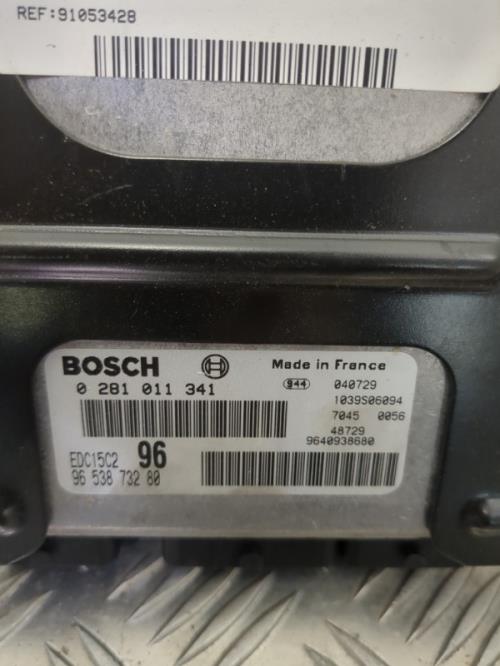 REF:91053428
BOSCH
Made in France
0 281 011 341
944 040729
1039S06094
7045 0056
48729
9640938680
EDC15C2 96
96 538 732 80